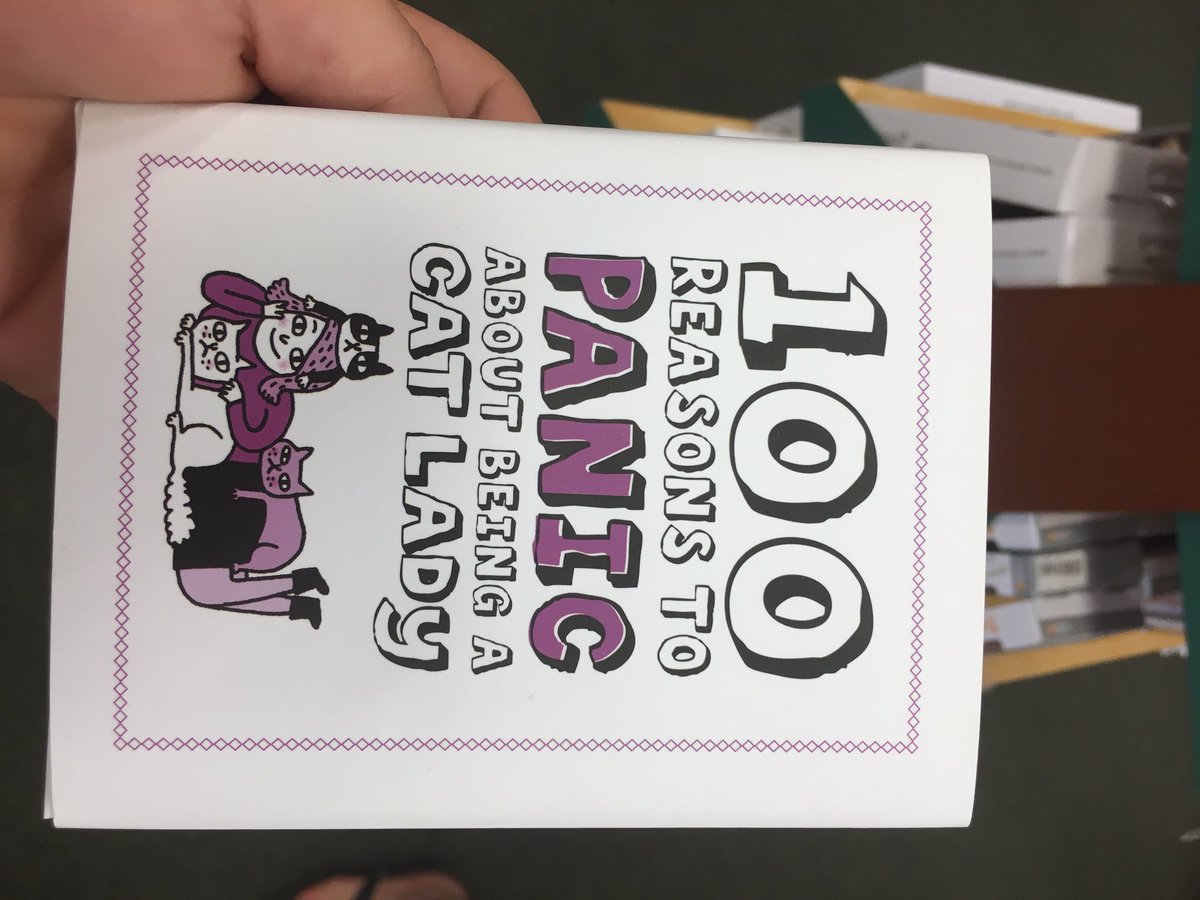 100
REASONS TO
PANIC
ABOUT BEING A
CAT LADy